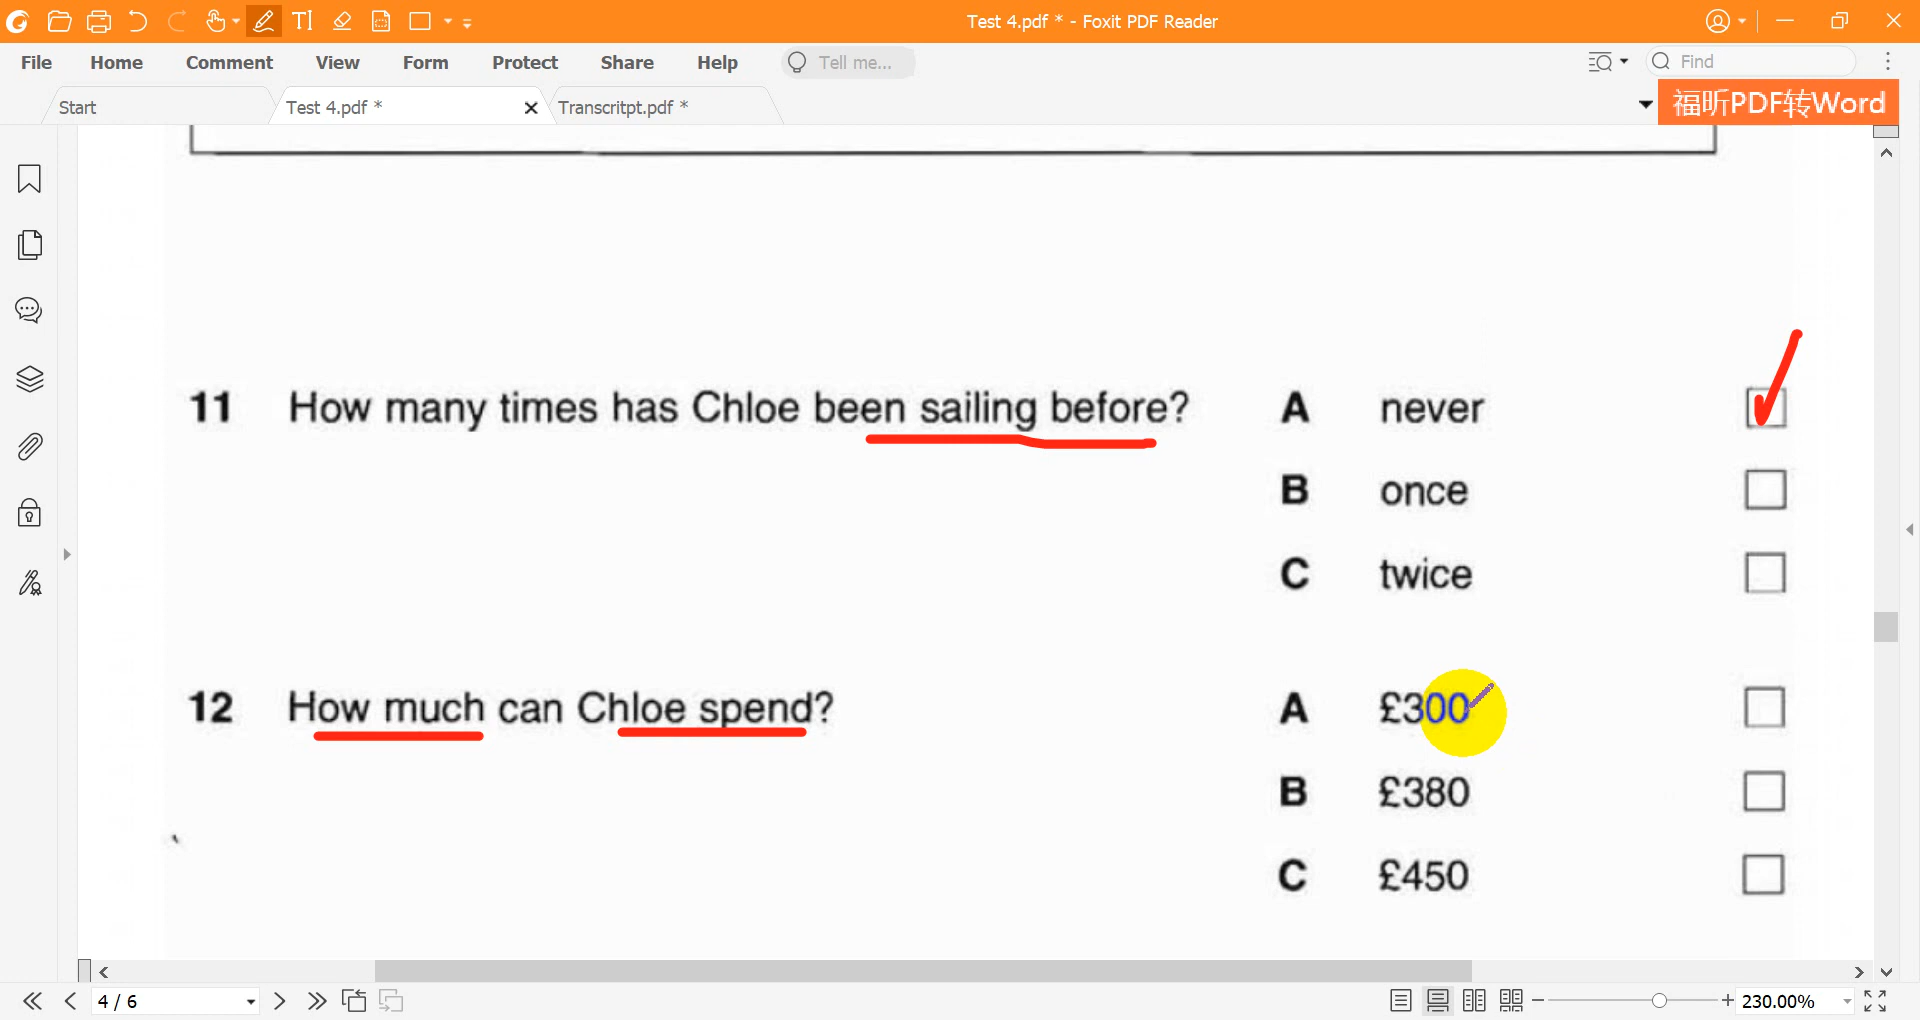 Test 4.pdf * - Foxit PDF Reader
File Home Comment View Form Protect Share Help Tell me... Find
Start Test 4.pdf * Transcritpt.pdf * 福昕PDF转Word
11 How many times has Chloe been sailing before? A never
B once
C twice
12 How much can Chloe spend? A £300
B £380
C £450
4 / 6 230.00%